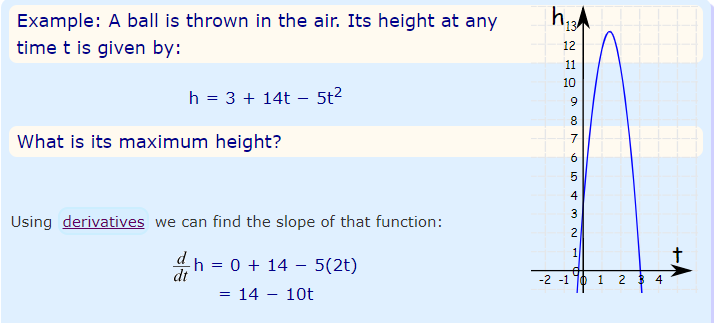 Example: A ball is thrown in the air. Its height at any
time t is given by:
h = 3 + 14t − 5t²
What is its maximum height?
Using derivatives we can find the slope of that function:
d/dt h = 0 + 14 − 5(2t)
= 14 − 10t
h
13
12
11
10
9
8
7
6
5
4
3
2
1
0
t
-2 -1 0 1 2 3 4